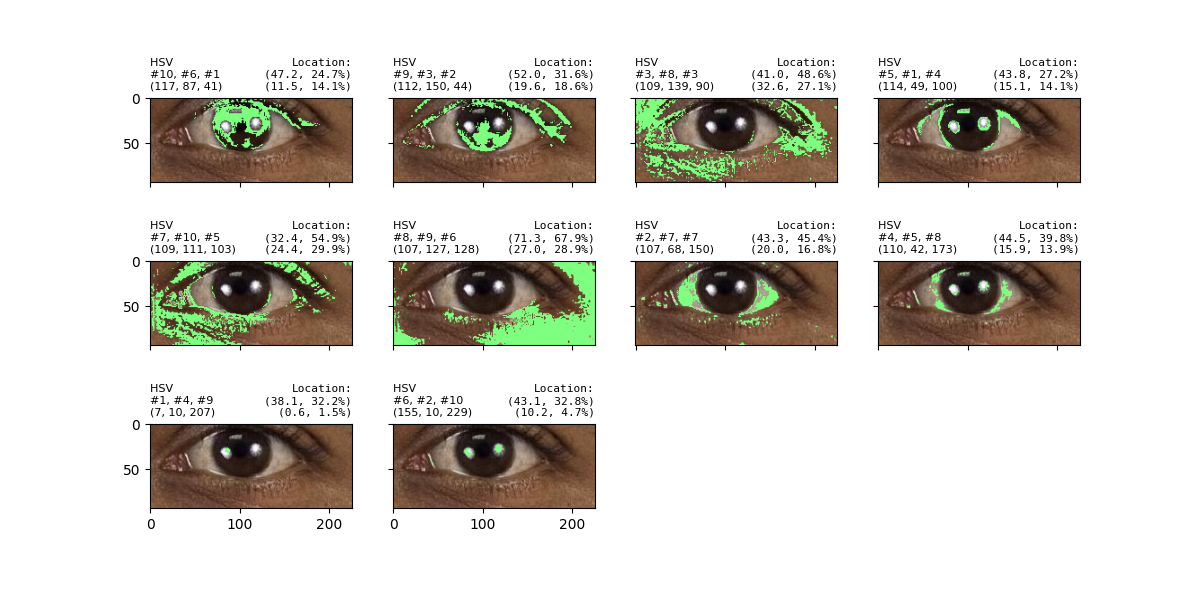 HSV Location:
#10, #6, #1 (47.2, 24.7%)
(117, 87, 41) (11.5, 14.1%)
HSV Location:
#9, #3, #2 (52.0, 31.6%)
(112, 150, 44) (19.6, 18.6%)
HSV Location:
#3, #8, #3 (41.0, 48.6%)
(109, 139, 90) (32.6, 27.1%)
HSV Location:
#5, #1, #4 (43.8, 27.2%)
(114, 49, 100) (15.1, 14.1%)
0
50
HSV Location:
#7, #10, #5 (32.4, 54.9%)
(109, 111, 103) (24.4, 29.9%)
HSV Location:
#8, #9, #6 (71.3, 67.9%)
(107, 127, 128) (27.0, 28.9%)
HSV Location:
#2, #7, #7 (43.3, 45.4%)
(107, 68, 150) (20.0, 16.8%)
HSV Location:
#4, #5, #8 (44.5, 39.8%)
(110, 42, 173) (15.9, 13.9%)
0
50
HSV Location:
#1, #4, #9 (38.1, 32.2%)
(7, 10, 207) (0.6, 1.5%)
HSV Location:
#6, #2, #10 (43.1, 32.8%)
(155, 10, 229) (10.2, 4.7%)
0
50
0 100 200
0 100 200